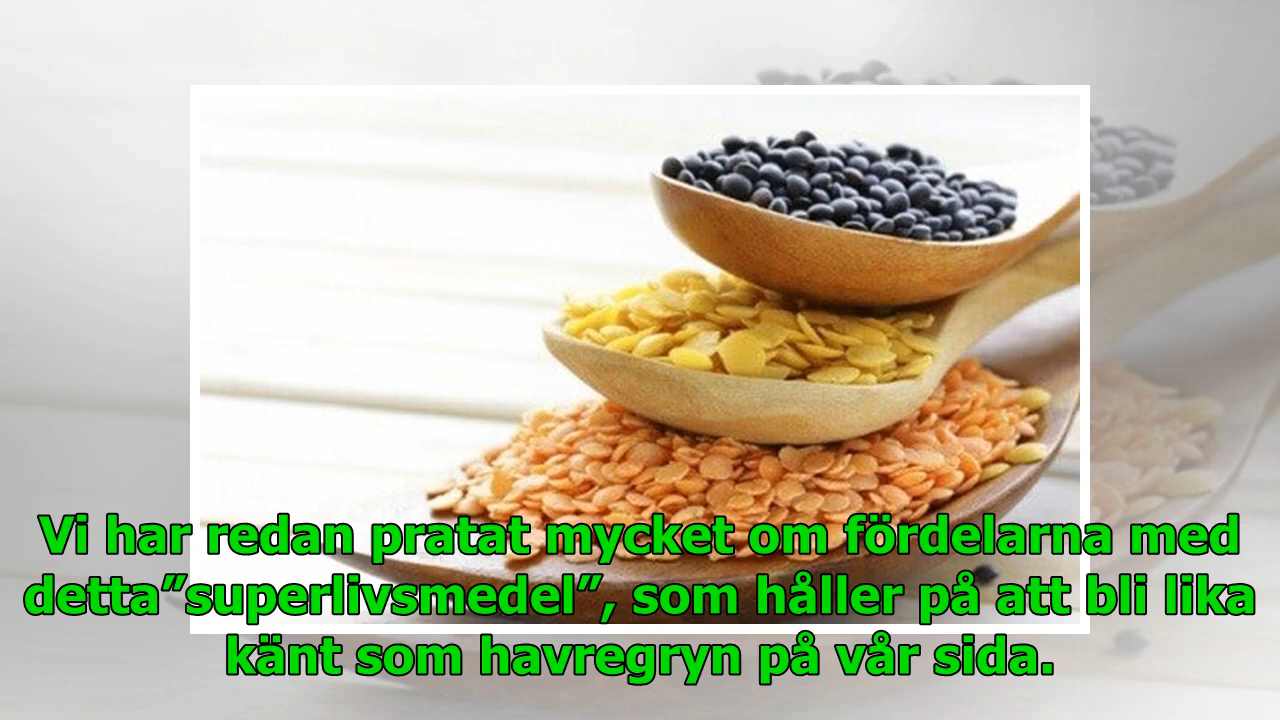 Vi har redan pratat mycket om fördelarna med
detta”superlivsmedel”, som håller på att bli lika
känt som havregryn på vår sida.